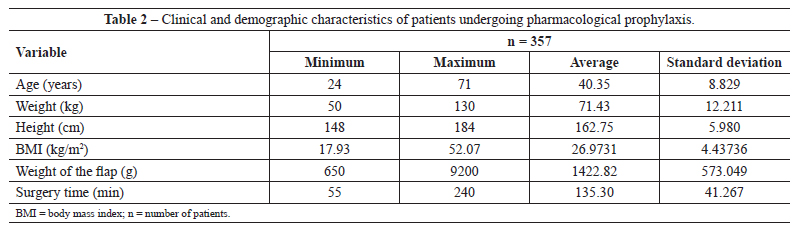 Table 2 – Clinical and demographic characteristics of patients undergoing pharmacological prophylaxis.
Variable n = 357
Minimum Maximum Average Standard deviation
Age (years) 24 71 40.35 8.829
Weight (kg) 50 130 71.43 12.211
Height (cm) 148 184 162.75 5.980
BMI (kg/m²) 17.93 52.07 26.9731 4.43736
Weight of the flap (g) 650 9200 1422.82 573.049
Surgery time (min) 55 240 135.30 41.267
BMI = body mass index; n = number of patients.